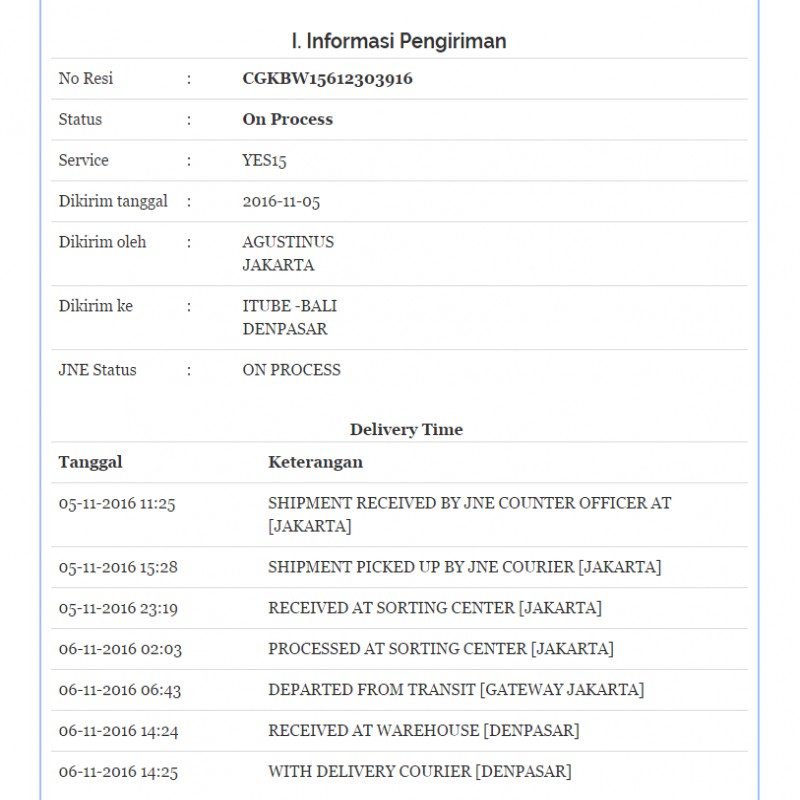 I. Informasi Pengiriman
No Resi : CGKBW15612303916
Status : On Process
Service : YES15
Dikirim tanggal : 2016-11-05
Dikirim oleh : AGUSTINUS
JAKARTA
Dikirim ke : ITUBE -BALI
DENPASAR
JNE Status : ON PROCESS
Delivery Time
Tanggal Keterangan
05-11-2016 11:25 SHIPMENT RECEIVED BY JNE COUNTER OFFICER AT
[JAKARTA]
05-11-2016 15:28 SHIPMENT PICKED UP BY JNE COURIER [JAKARTA]
05-11-2016 23:19 RECEIVED AT SORTING CENTER [JAKARTA]
06-11-2016 02:03 PROCESSED AT SORTING CENTER [JAKARTA]
06-11-2016 06:43 DEPARTED FROM TRANSIT [GATEWAY JAKARTA]
06-11-2016 14:24 RECEIVED AT WAREHOUSE [DENPASAR]
06-11-2016 14:25 WITH DELIVERY COURIER [DENPASAR]